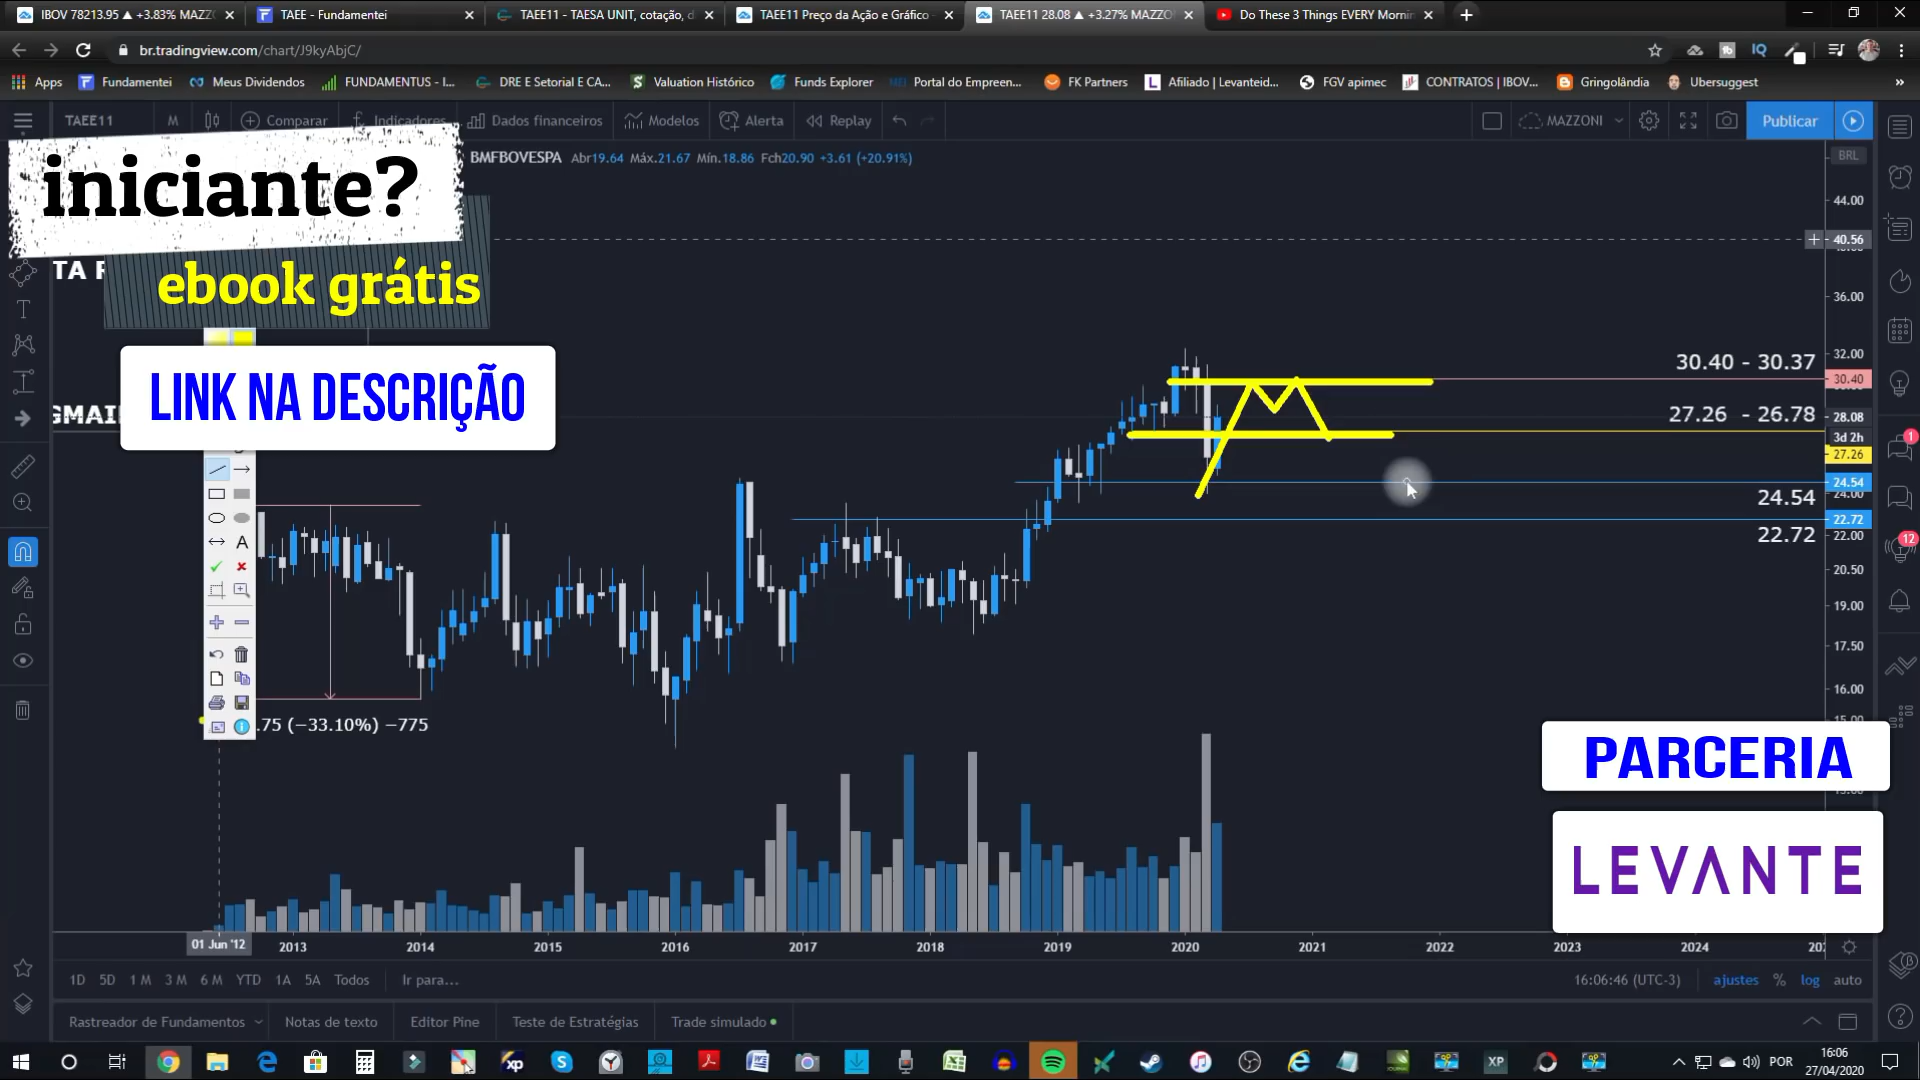 IBOV 78213.95 ▲ +3.83% MAZZO
TAEE - Fundamentei
TAEE11 - TAESA UNIT, cotação, d
TAEE11 Preço da Ação e Gráfico -
TAEE11 28.08 ▲ +3.27% MAZZO
Do These 3 Things EVERY Mornin
br.tradingview.com/chart/J9kyAbjC/
Apps
Fundamentei
Meus Dividendos
FUNDAMENTUS - I...
DRE E Setorial E CA...
Valuation Histórico
Funds Explorer
Portal do Empreen...
FK Partners
Afiliado | Levanteid...
FGV apimec
CONTRATOS | IBOV...
Gringolândia
Ubersuggest
TAEE11
M
Comparar
Indicadores
Dados financeiros
Modelos
Alerta
Replay
MAZZONI
Publicar
BMFBOVESPA Abr19.64 Máx.21.67 Mín.18.86 Fch20.90 +3.61 (+20.91%)
BRL
iniciante?
ebook grátis
LINK NA DESCRIÇÃO
TA F
GMAI
44.00
40.56
36.00
32.00
30.40 - 30.37
30.40
27.26 - 26.78
28.08
3d 2h
27.26
24.54
24.00
24.54
22.72
22.72
22.00
20.50
19.00
17.50
16.00
15.00
.75 (−33.10%) −775
PARCERIA
LEVANTE
01 Jun '12
2013
2014
2015
2016
2017
2018
2019
2020
2021
2022
2023
2024
1D
5D
1 M
3 M
6 M
YTD
1A
5A
Todos
Ir para...
16:06:46 (UTC-3)
ajustes
%
log
auto
Rastreador de Fundamentos
Notas de texto
Editor Pine
Teste de Estratégias
Trade simulado
1
12
POR
16:06
27/04/2020